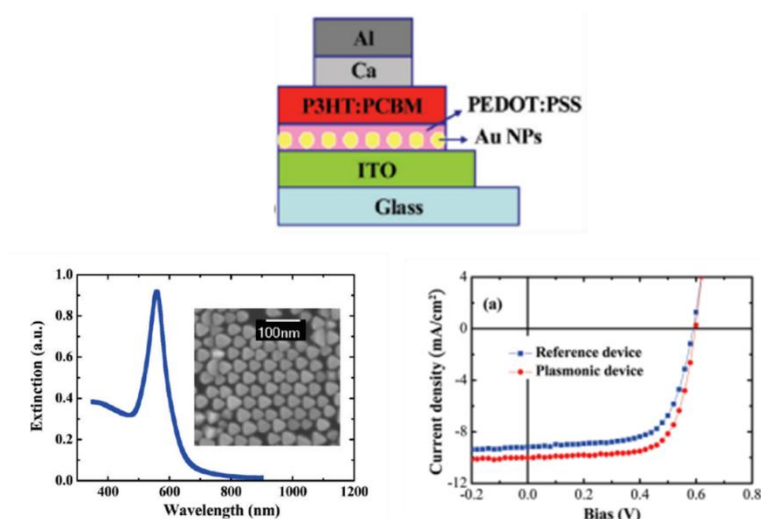 Al
Ca
P3HT:PCBM
PEDOT:PSS
Au NPs
ITO
Glass
1.0
0.8
0.6
0.4
0.2
0.0
Extinction (a.u.)
400 600 800 1000 1200
Wavelength (nm)
100nm
(a)
4
0
-4
-8
-12
Current density (mA/cm²)
Reference device
Plasmonic device
-0.2 0.0 0.2 0.4 0.6 0.8
Bias (V)